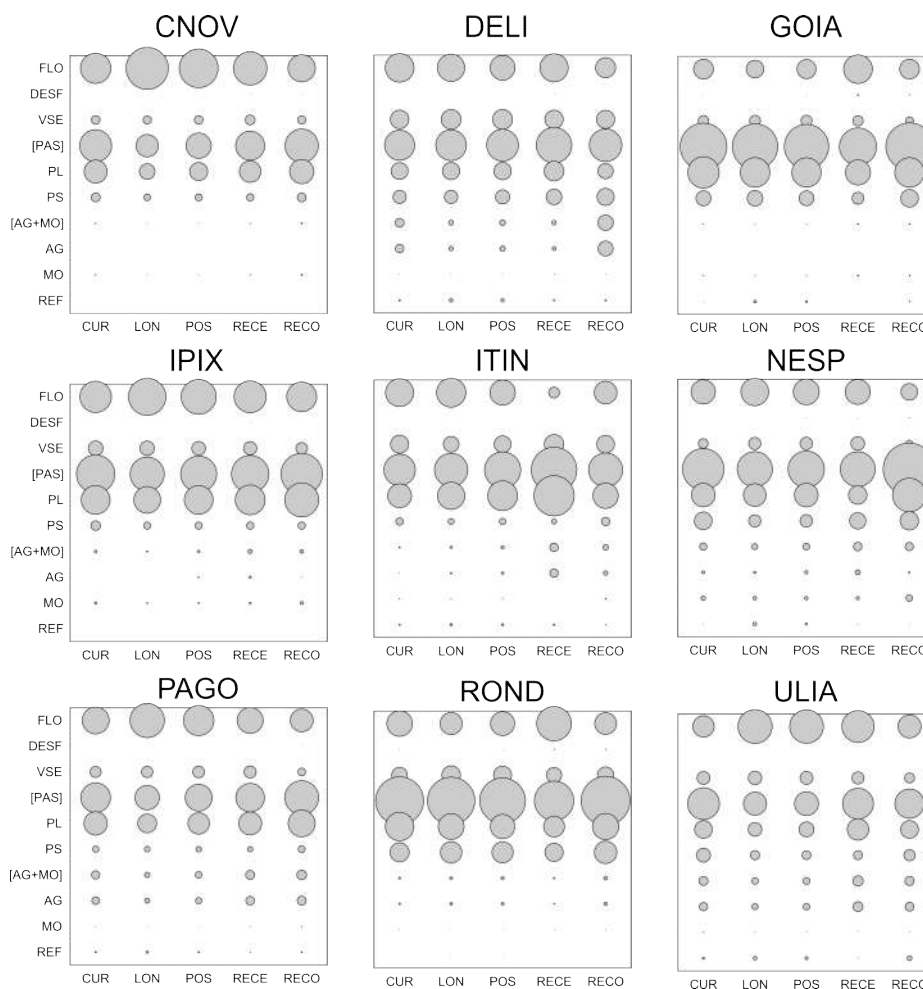 CNOV DELI GOIA
FLO
DESF
VSE
[PAS]
PL
PS
[AG+MO]
AG
MO
REF
CUR LON POS RECE RECO CUR LON POS RECE RECO CUR LON POS RECE RECO
IPIX ITIN NESP
FLO
DESF
VSE
[PAS]
PL
PS
[AG+MO]
AG
MO
REF
CUR LON POS RECE RECO CUR LON POS RECE RECO CUR LON POS RECE RECO
PAGO ROND ULIA
FLO
DESF
VSE
[PAS]
PL
PS
[AG+MO]
AG
MO
REF
CUR LON POS RECE RECO CUR LON POS RECE RECO CUR LON POS RECE RECO